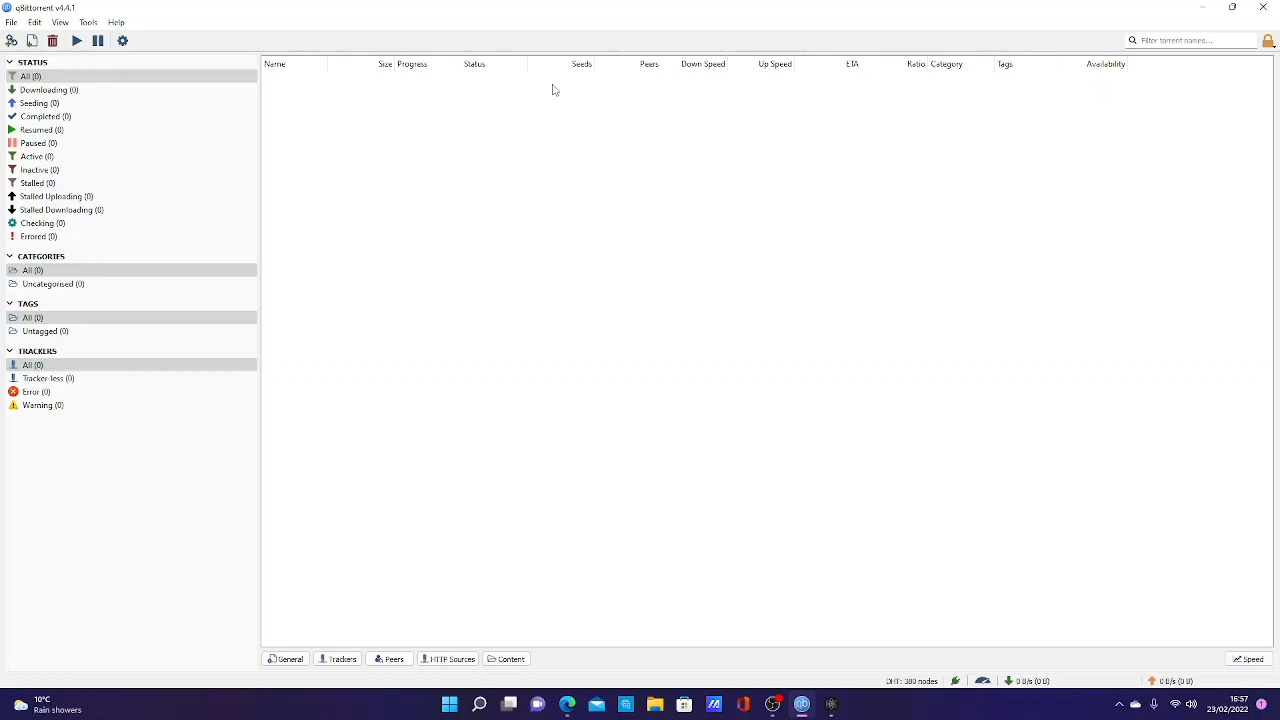 qBittorrent v4.4.1
File Edit View Tools Help
Filter torrent names...
STATUS
All (0)
Downloading (0)
Seeding (0)
Completed (0)
Resumed (0)
Paused (0)
Active (0)
Inactive (0)
Stalled (0)
Stalled Uploading (0)
Stalled Downloading (0)
Checking (0)
Errored (0)
CATEGORIES
All (0)
Uncategorised (0)
TAGS
All (0)
Untagged (0)
TRACKERS
All (0)
Tracker-less (0)
Error (0)
Warning (0)
Name Size Progress Status Seeds Peers Down Speed Up Speed ETA Ratio Category Tags Availability
General Trackers Peers HTTP Sources Content Speed
DHT: 380 nodes 0 B/s (0 B) 0 B/s (0 B)
10°C
Rain showers
16:57
23/02/2022
1